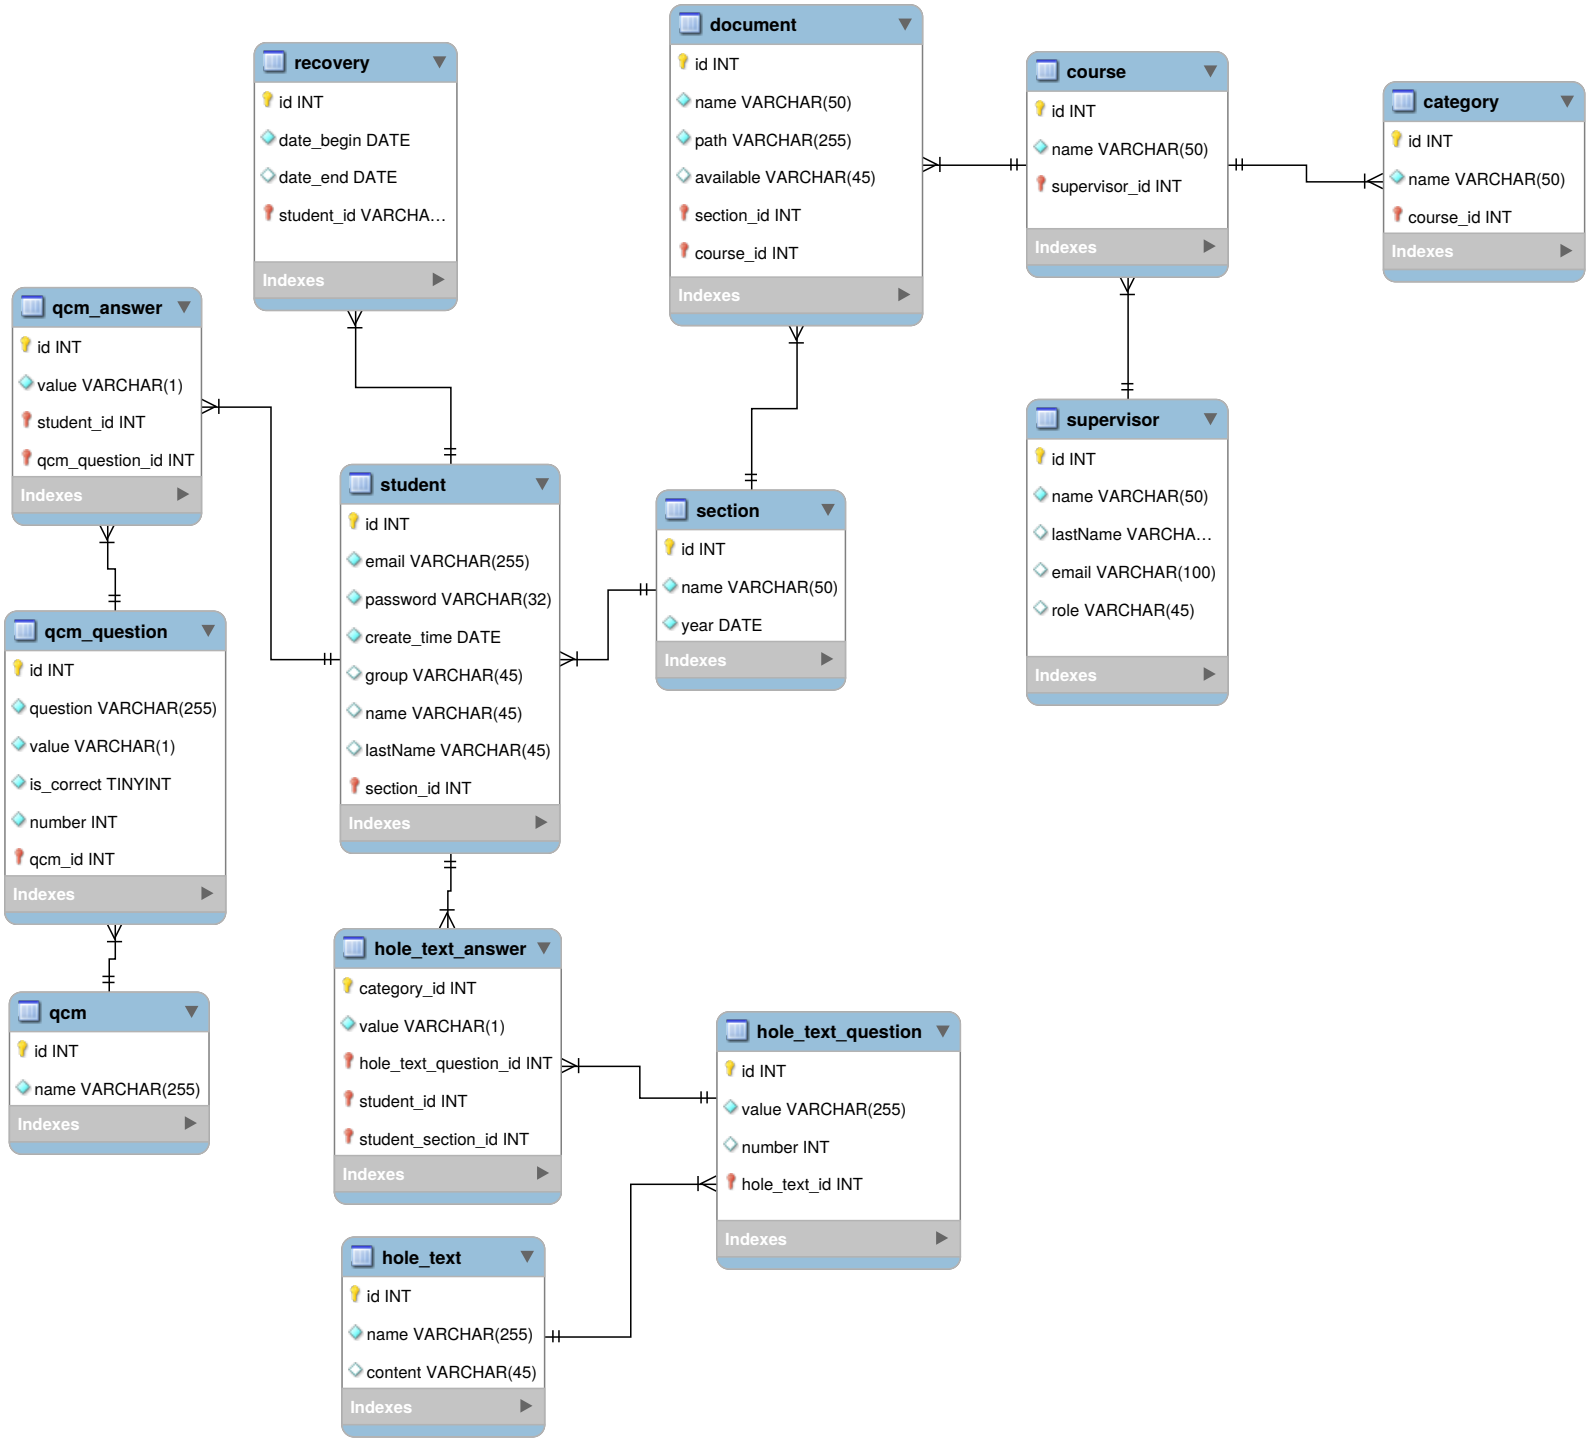 recovery
id INT
date_begin DATE
date_end DATE
student_id VARCHA...
Indexes
document
id INT
name VARCHAR(50)
path VARCHAR(255)
available VARCHAR(45)
section_id INT
course_id INT
Indexes
course
id INT
name VARCHAR(50)
supervisor_id INT
Indexes
category
id INT
name VARCHAR(50)
course_id INT
Indexes
qcm_answer
id INT
value VARCHAR(1)
student_id INT
qcm_question_id INT
Indexes
student
id INT
email VARCHAR(255)
password VARCHAR(32)
create_time DATE
group VARCHAR(45)
name VARCHAR(45)
lastName VARCHAR(45)
section_id INT
Indexes
section
id INT
name VARCHAR(50)
year DATE
Indexes
supervisor
id INT
name VARCHAR(50)
lastName VARCHA...
email VARCHAR(100)
role VARCHAR(45)
Indexes
qcm_question
id INT
question VARCHAR(255)
value VARCHAR(1)
is_correct TINYINT
number INT
qcm_id INT
Indexes
qcm
id INT
name VARCHAR(255)
Indexes
hole_text_answer
category_id INT
value VARCHAR(1)
hole_text_question_id INT
student_id INT
student_section_id INT
Indexes
hole_text_question
id INT
value VARCHAR(255)
number INT
hole_text_id INT
Indexes
hole_text
id INT
name VARCHAR(255)
content VARCHAR(45)
Indexes